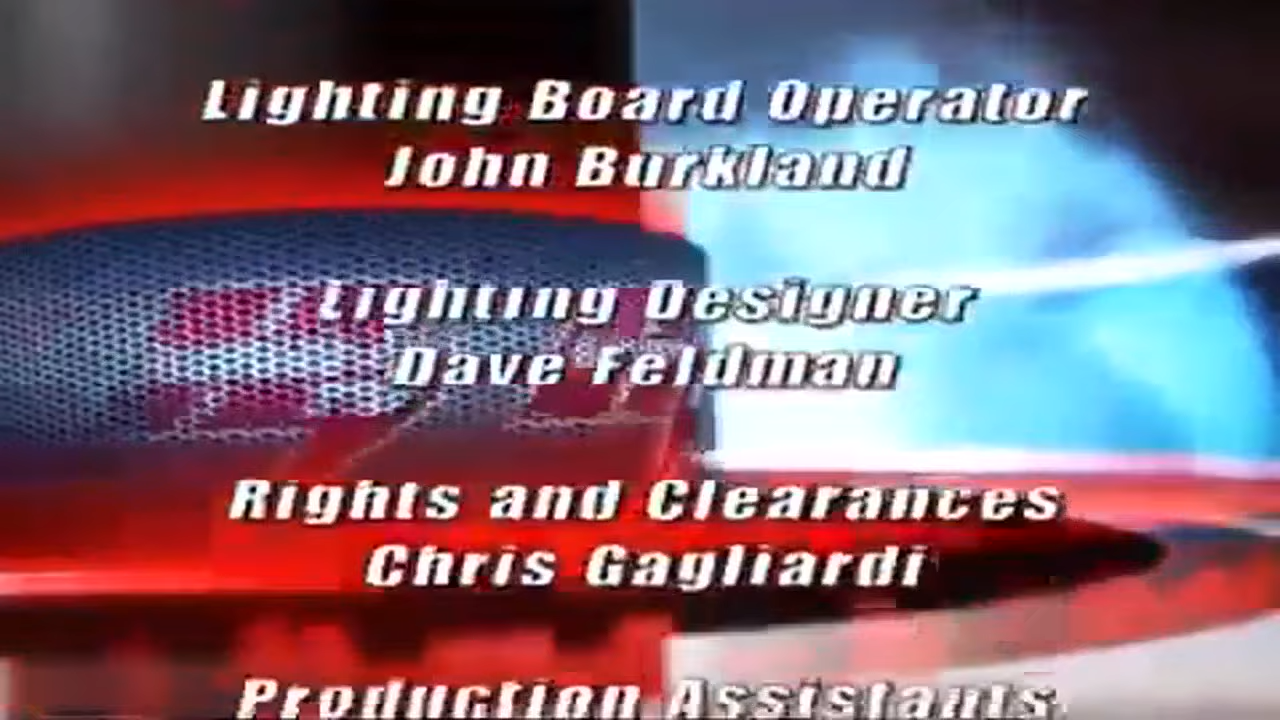 Lighting Board Operator
John Burkland
Lighting Designer
Dave Feldman
Rights and Clearances
Chris Gagliardi
Production Assistants